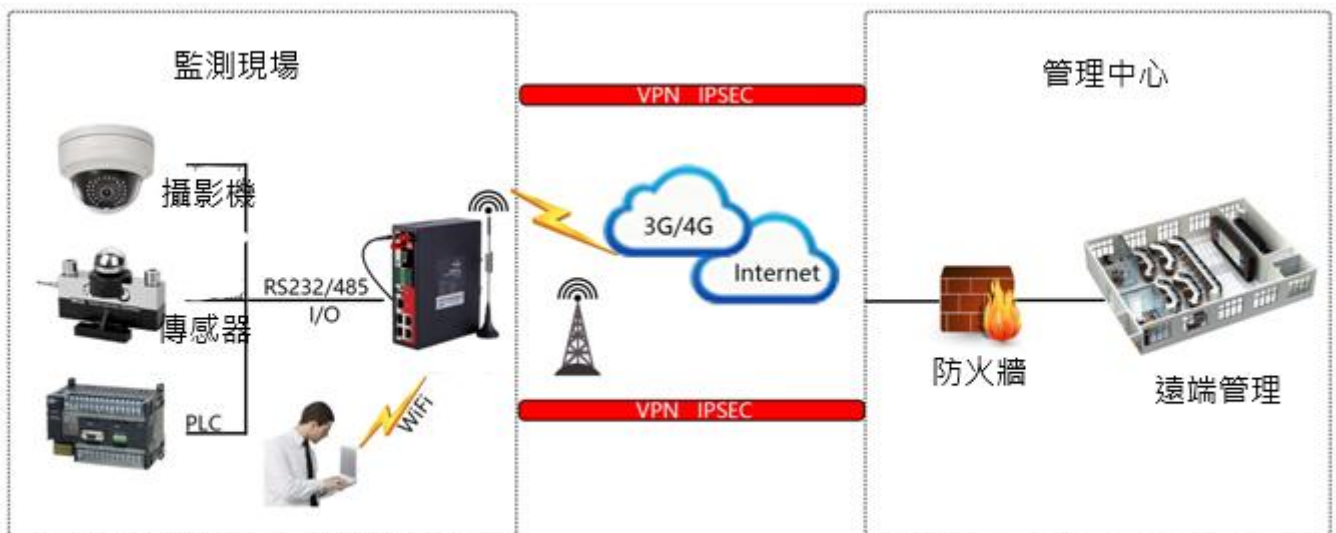 監測現場
管理中心
VPN IPSEC
攝影機
3G/4G
Internet
RS232/485
I/O
傳感器
防火牆
遠端管理
PLC
WiFi
VPN IPSEC